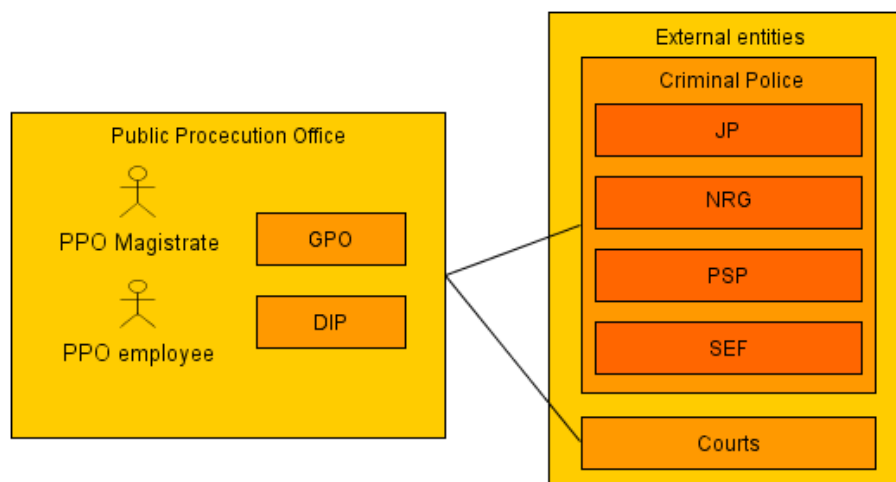 External entities
Criminal Police
JP
NRG
PSP
SEF
Courts
Public Procecution Office
PPO Magistrate
GPO
PPO employee
DIP